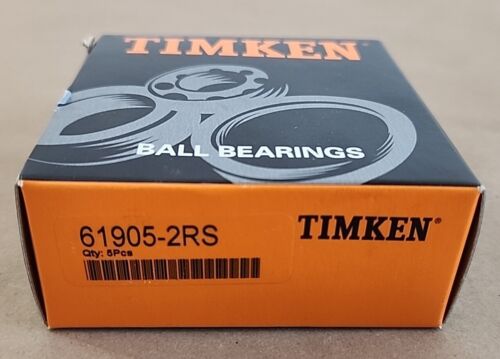 TIMKEN
BALL BEARINGS
61905-2RS
Qty: 5Pcs
TIMKEN®